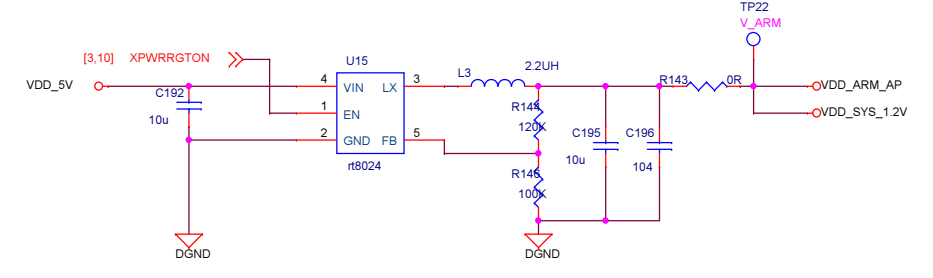 TP22
V_ARM
[3,10] XPWRRGTON
U15
VDD_5V
C192
10u
4
VIN
LX
3
L3
2.2UH
R143
0R
VDD_ARM_AP
1
EN
R144
120K
VDD_SYS_1.2V
2
GND
FB
5
C195
10u
C196
104
rt8024
R146
100K
DGND
DGND